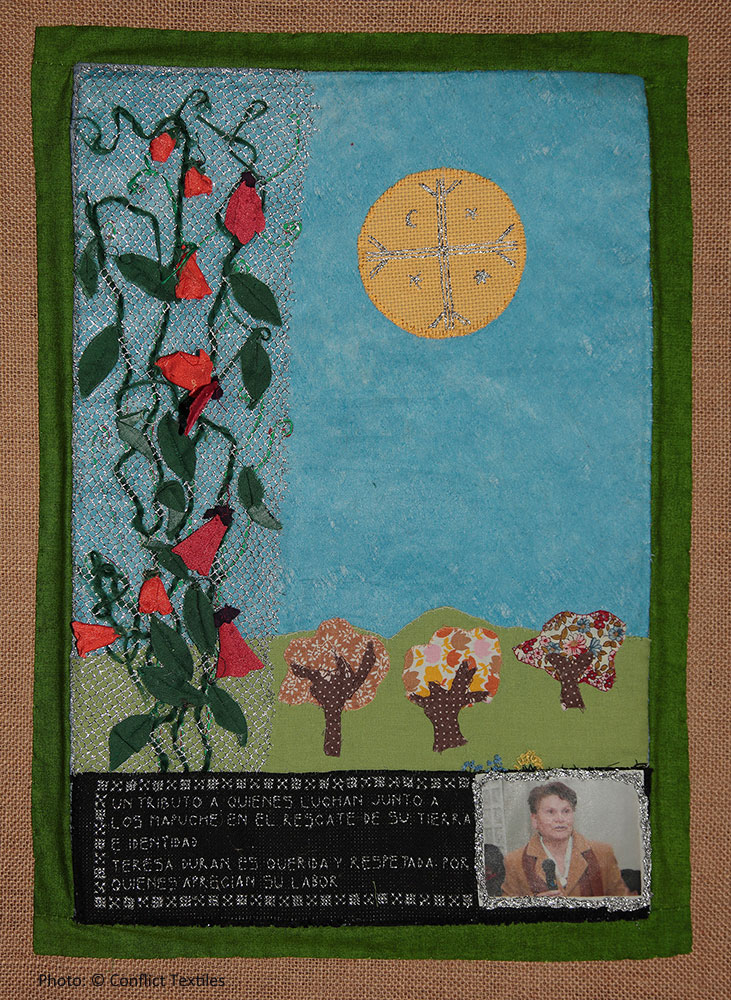 UN TRIBUTO A QUIENES LUCHAN JUNTO A
LOS MAPUCHE EN EL RESCATE DE SU TIERRA
E IDENTIDAD
TERESA DURAN ES QUERIDA Y RESPETADA POR
QUIENES APRECIAN SU LABOR
Photo: © Conflict Textiles